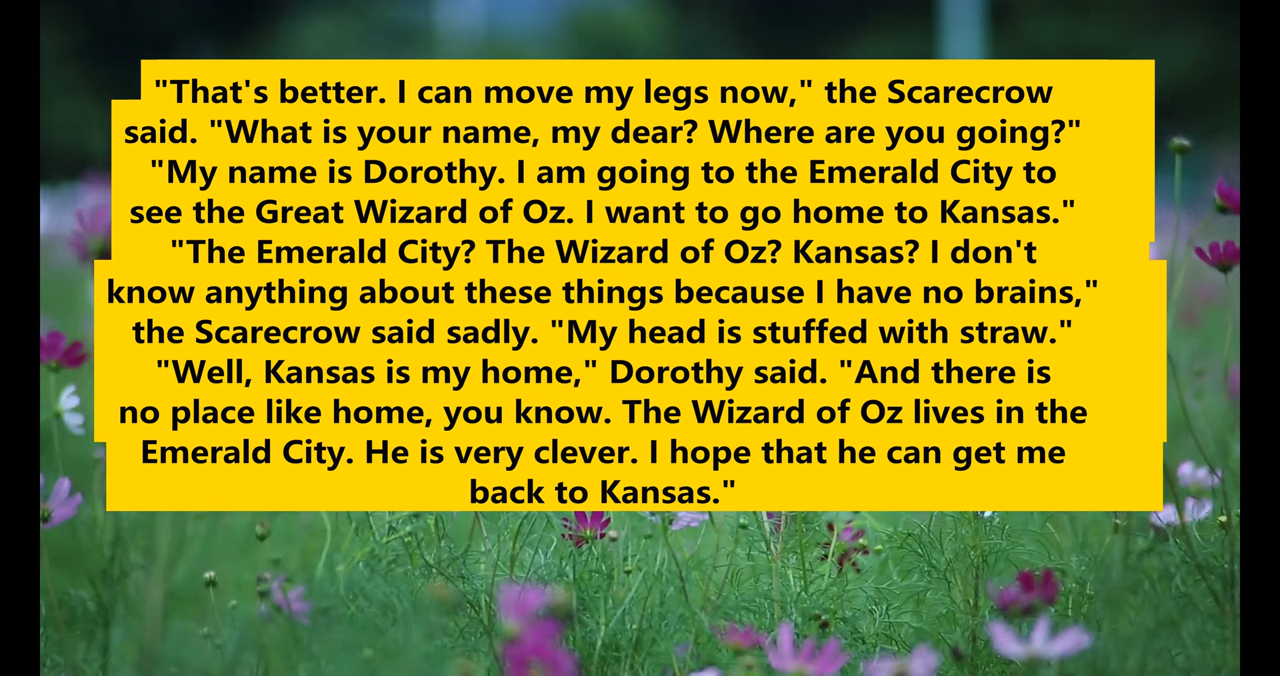 "That's better. I can move my legs now," the Scarecrow
said. "What is your name, my dear? Where are you going?"
"My name is Dorothy. I am going to the Emerald City to
see the Great Wizard of Oz. I want to go home to Kansas."
"The Emerald City? The Wizard of Oz? Kansas? I don't
know anything about these things because I have no brains,"
the Scarecrow said sadly. "My head is stuffed with straw."
"Well, Kansas is my home," Dorothy said. "And there is
no place like home, you know. The Wizard of Oz lives in the
Emerald City. He is very clever. I hope that he can get me
back to Kansas."